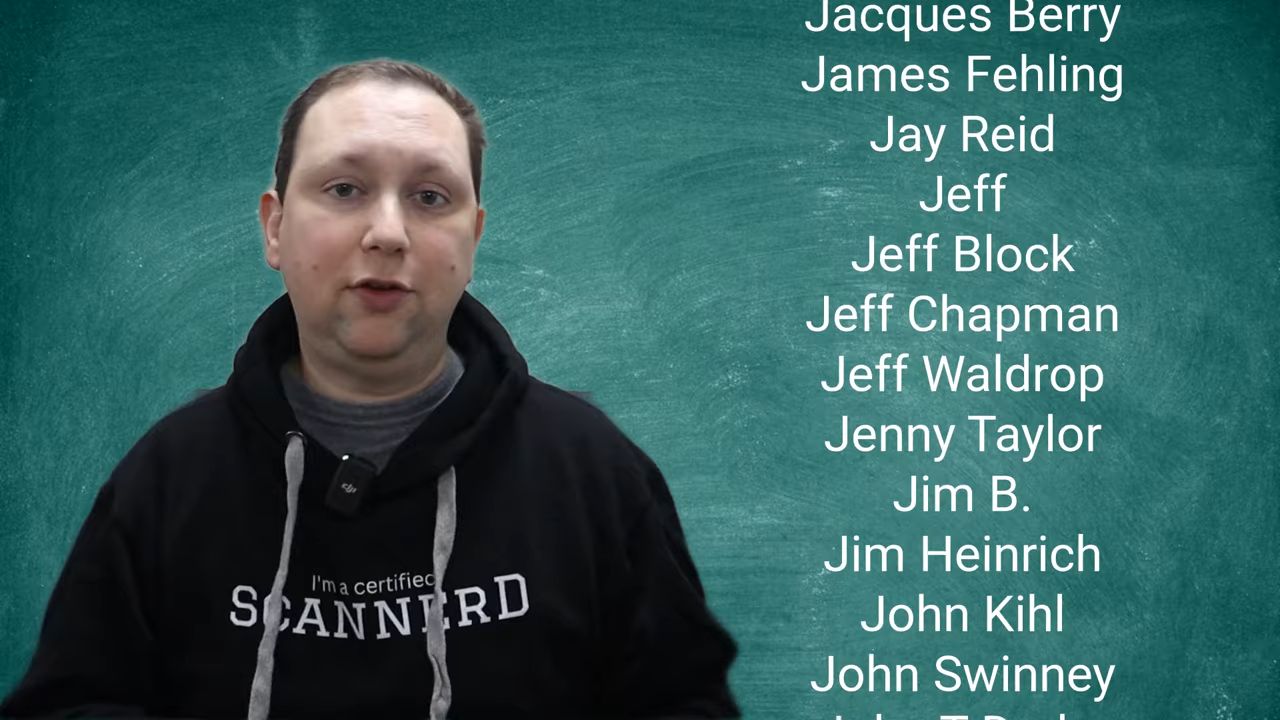 Jacques Berry
James Fehling
Jay Reid
Jeff
Jeff Block
Jeff Chapman
Jeff Waldrop
Jenny Taylor
Jim B.
Jim Heinrich
John Kihl
John Swinney
dji
I'm a certified
SCANNERD